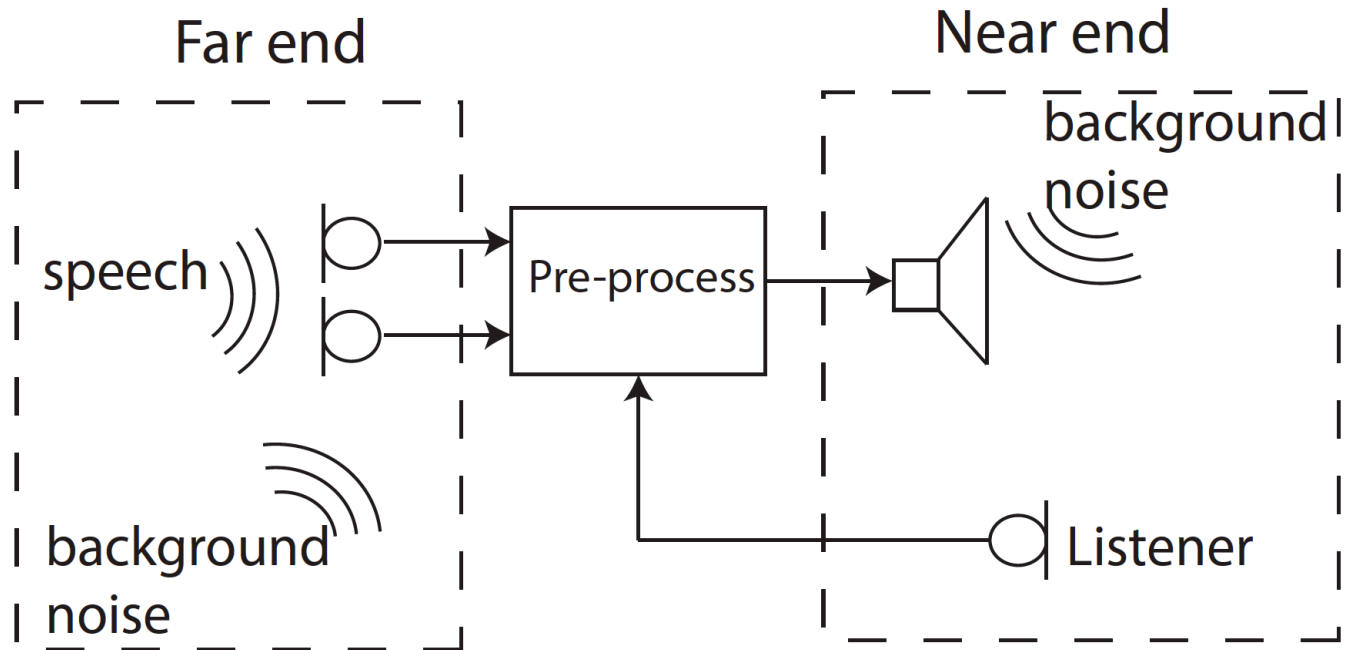 Far end
Near end
speech
background
noise
Pre-process
background
noise
Listener